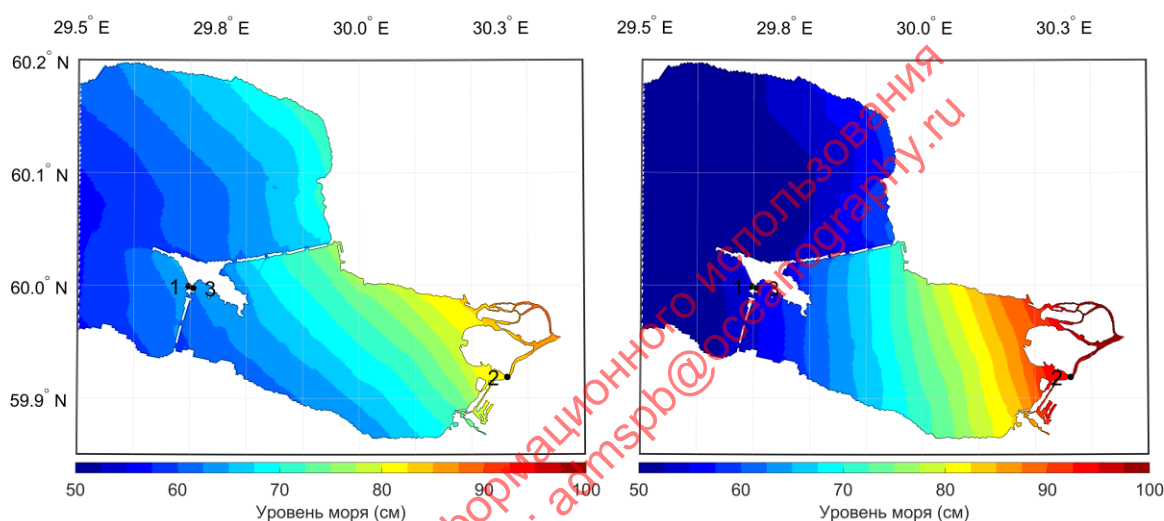 29.5° E 29.8° E 30.0° E 30.3° E
29.5° E 29.8° E 30.0° E 30.3° E
60.2° N
60.1° N
60.0° N
59.9° N
1 3
2
1 3
2
50 60 70 80 90 100
Уровень моря (см)
50 60 70 80 90 100
Уровень моря (см)
ормационного использования
: admspb@oceanography.ru